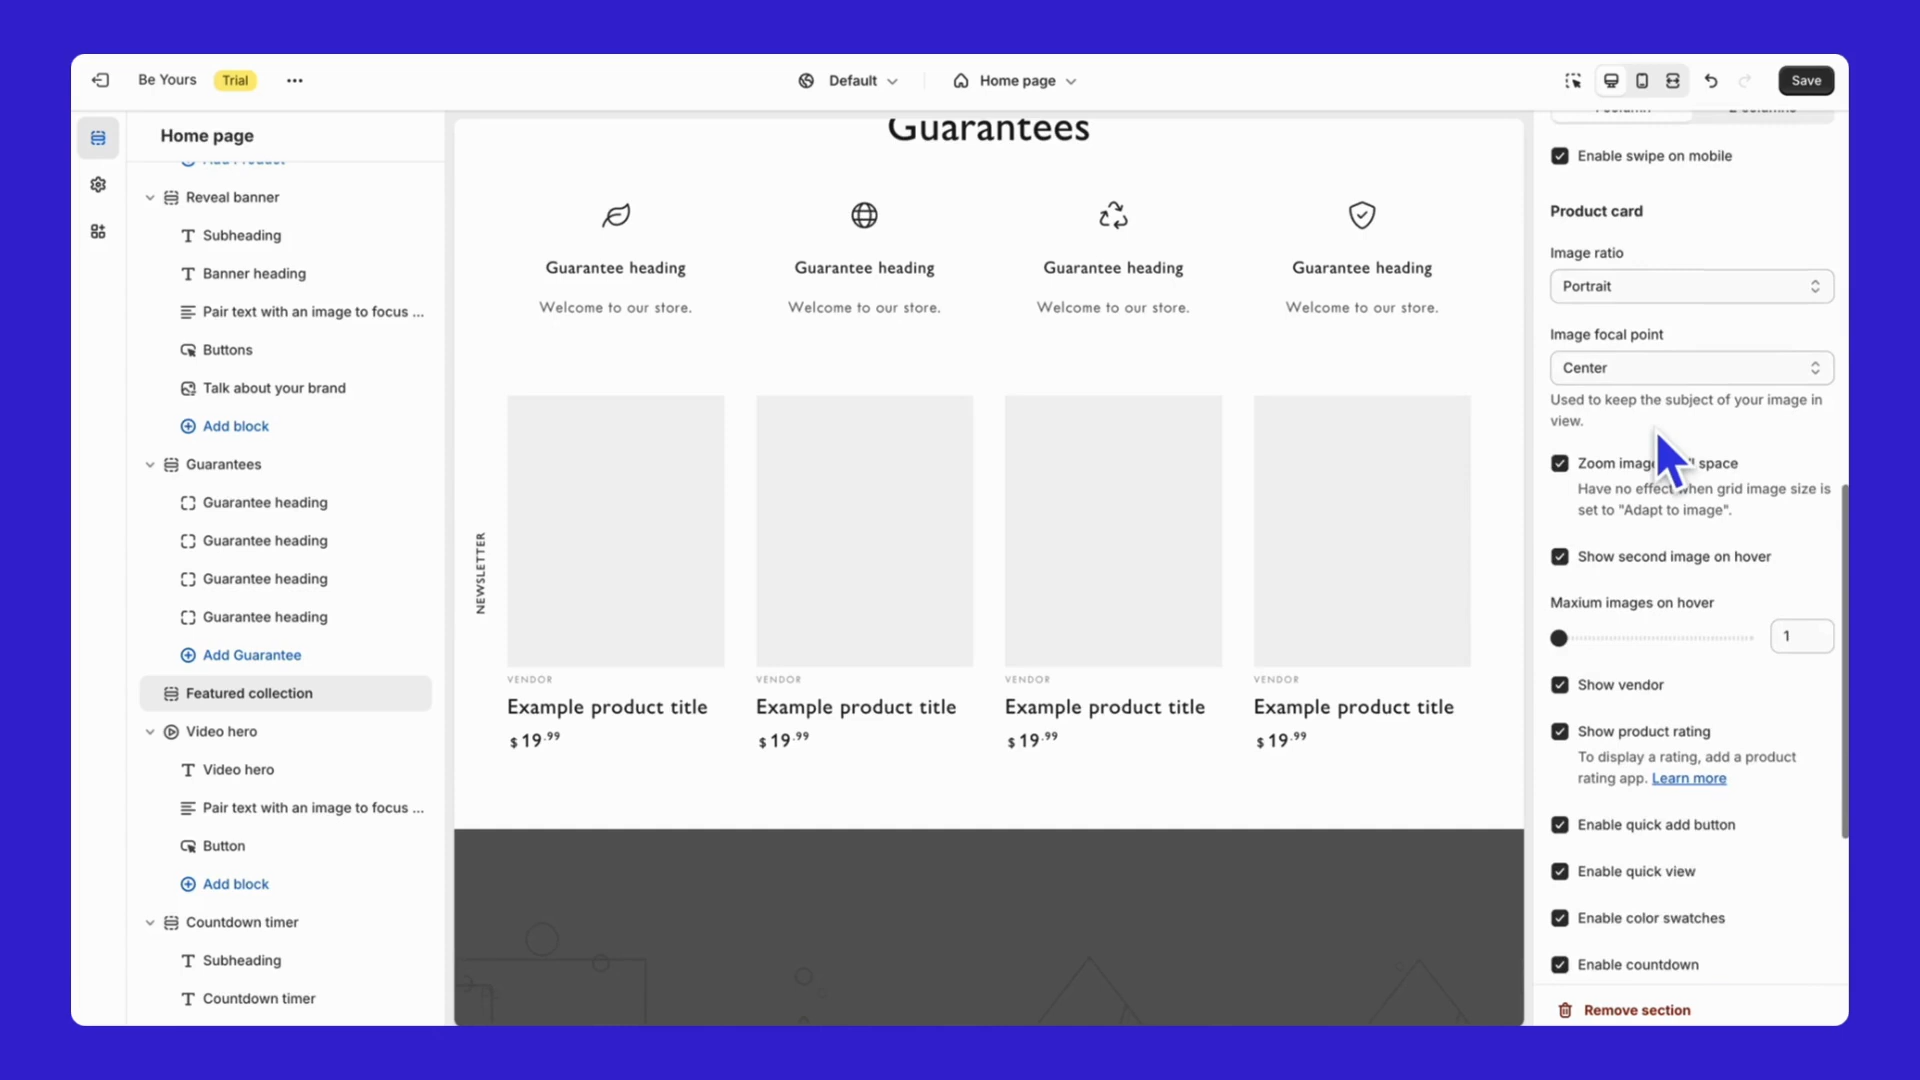 Be Yours Trial
Default
Home page
Save
Home page
Add Product
Reveal banner
Subheading
Banner heading
Pair text with an image to focus ...
Buttons
Talk about your brand
Add block
Guarantees
Guarantee heading
Guarantee heading
Guarantee heading
Guarantee heading
Add Guarantee
Featured collection
Video hero
Video hero
Pair text with an image to focus ...
Button
Add block
Countdown timer
Subheading
Countdown timer
Guarantees
Guarantee heading
Welcome to our store.
Guarantee heading
Welcome to our store.
Guarantee heading
Welcome to our store.
Guarantee heading
Welcome to our store.
NEWSLETTER
VENDOR
Example product title
$19.99
VENDOR
Example product title
$19.99
VENDOR
Example product title
$19.99
VENDOR
Example product title
$19.99
Enable swipe on mobile
Product card
Image ratio
Portrait
Image focal point
Center
Used to keep the subject of your image in
view.
Zoom space
Have no effect when grid image size is
set to "Adapt to image".
Show second image on hover
Maxium images on hover
1
Show vendor
Show product rating
To display a rating, add a product
rating app. Learn more
Enable quick add button
Enable quick view
Enable color swatches
Enable countdown
Remove section